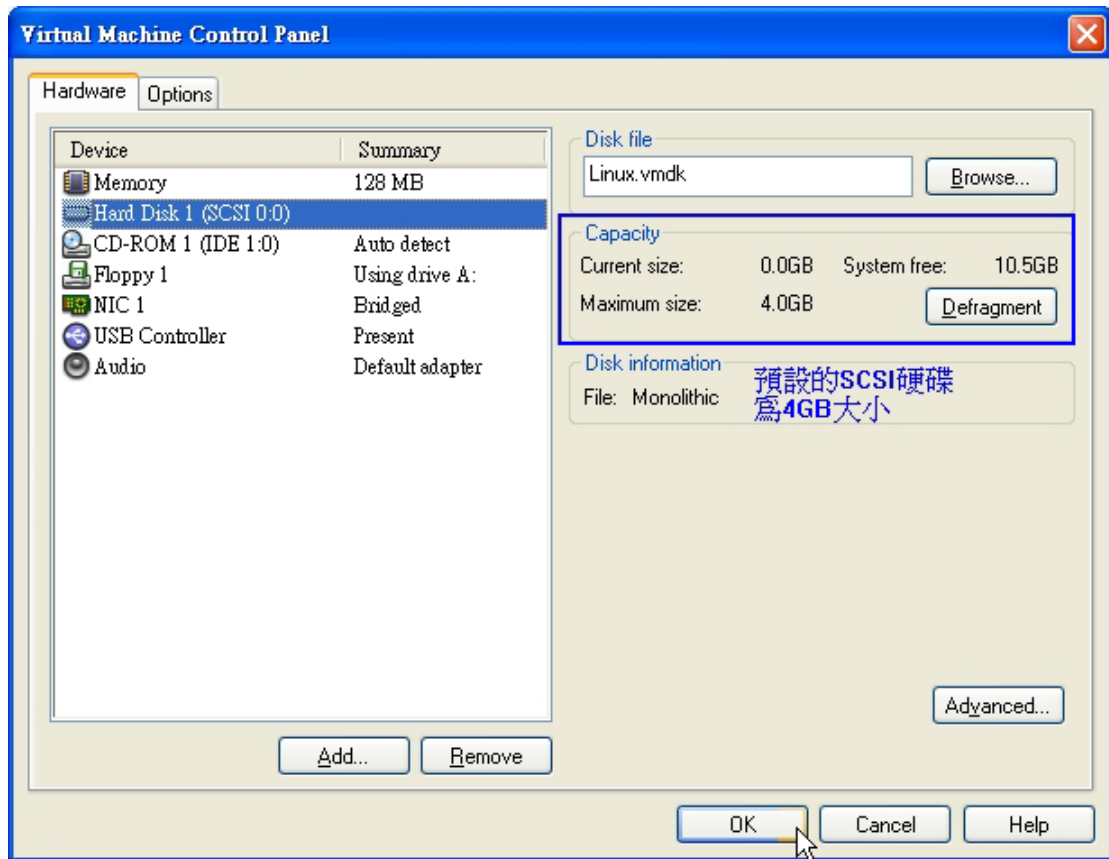 Virtual Machine Control Panel
Hardware Options
Device Summary
Memory 128 MB
Hard Disk 1 (SCSI 0:0)
CD-ROM 1 (IDE 1:0) Auto detect
Floppy 1 Using drive A:
NIC 1 Bridged
USB Controller Present
Audio Default adapter
Add... Remove
Disk file
Linux.vmdk Browse...
Capacity
Current size: 0.0GB System free: 10.5GB
Maximum size: 4.0GB Defragment
Disk information
File: Monolithic
預設的SCSI硬碟
為4GB大小
Advanced...
OK Cancel Help